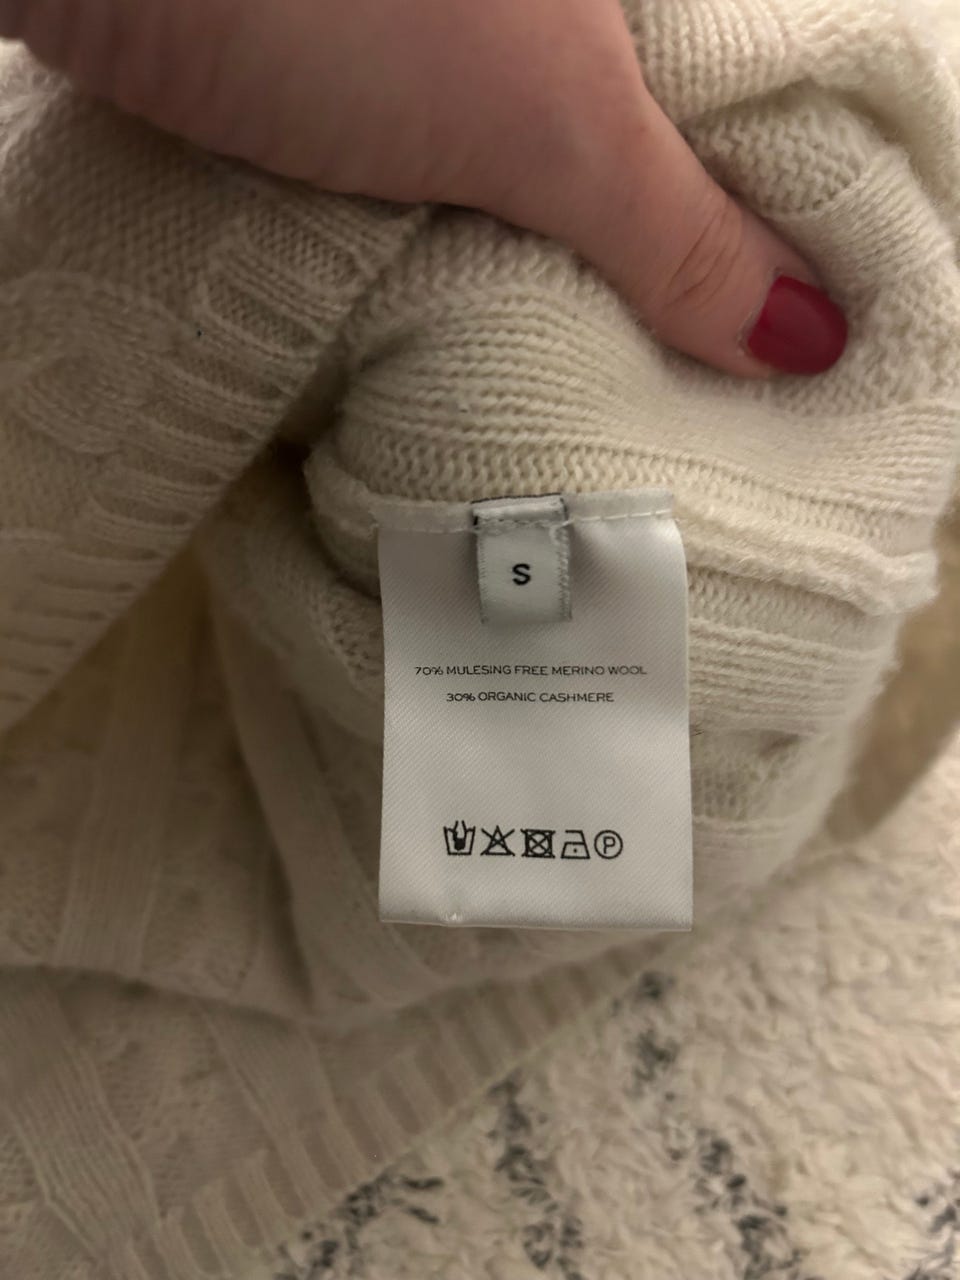 S
70% MULESING FREE MERINO WOOL
30% ORGANIC CASHMERE
P